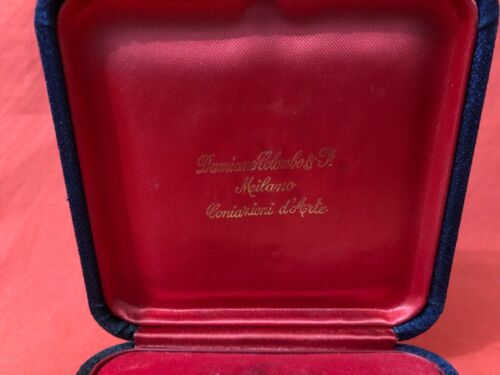 Damiano Colombo & F.
Milano
Coniazioni d'Arte